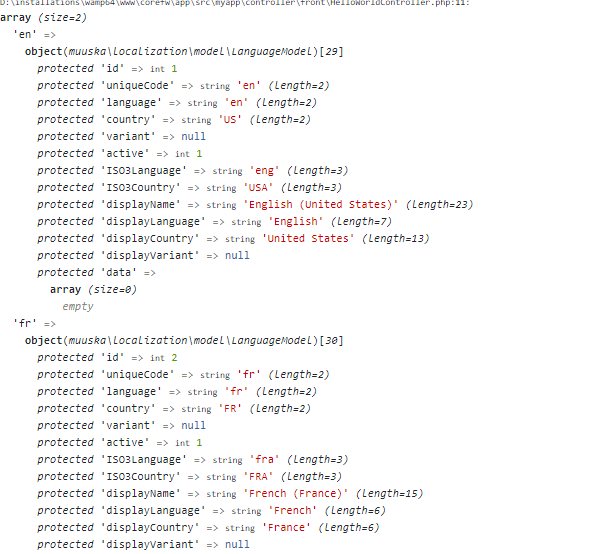 D:\installations\wamp64\www\corefw\app\src\myapp\controller\front\HelloWorldController.php:11:
array (size=2)
'en' =>
object(muuska\localization\model\LanguageModel)[29]
protected 'id' => int 1
protected 'uniqueCode' => string 'en' (length=2)
protected 'language' => string 'en' (length=2)
protected 'country' => string 'US' (length=2)
protected 'variant' => null
protected 'active' => int 1
protected 'ISO3Language' => string 'eng' (length=3)
protected 'ISO3Country' => string 'USA' (length=3)
protected 'displayName' => string 'English (United States)' (length=23)
protected 'displayLanguage' => string 'English' (length=7)
protected 'displayCountry' => string 'United States' (length=13)
protected 'displayVariant' => null
protected 'data' =>
array (size=0)
empty
'fr' =>
object(muuska\localization\model\LanguageModel)[30]
protected 'id' => int 2
protected 'uniqueCode' => string 'fr' (length=2)
protected 'language' => string 'fr' (length=2)
protected 'country' => string 'FR' (length=2)
protected 'variant' => null
protected 'active' => int 1
protected 'ISO3Language' => string 'fra' (length=3)
protected 'ISO3Country' => string 'FRA' (length=3)
protected 'displayName' => string 'French (France)' (length=15)
protected 'displayLanguage' => string 'French' (length=6)
protected 'displayCountry' => string 'France' (length=6)
protected 'displayVariant' => null